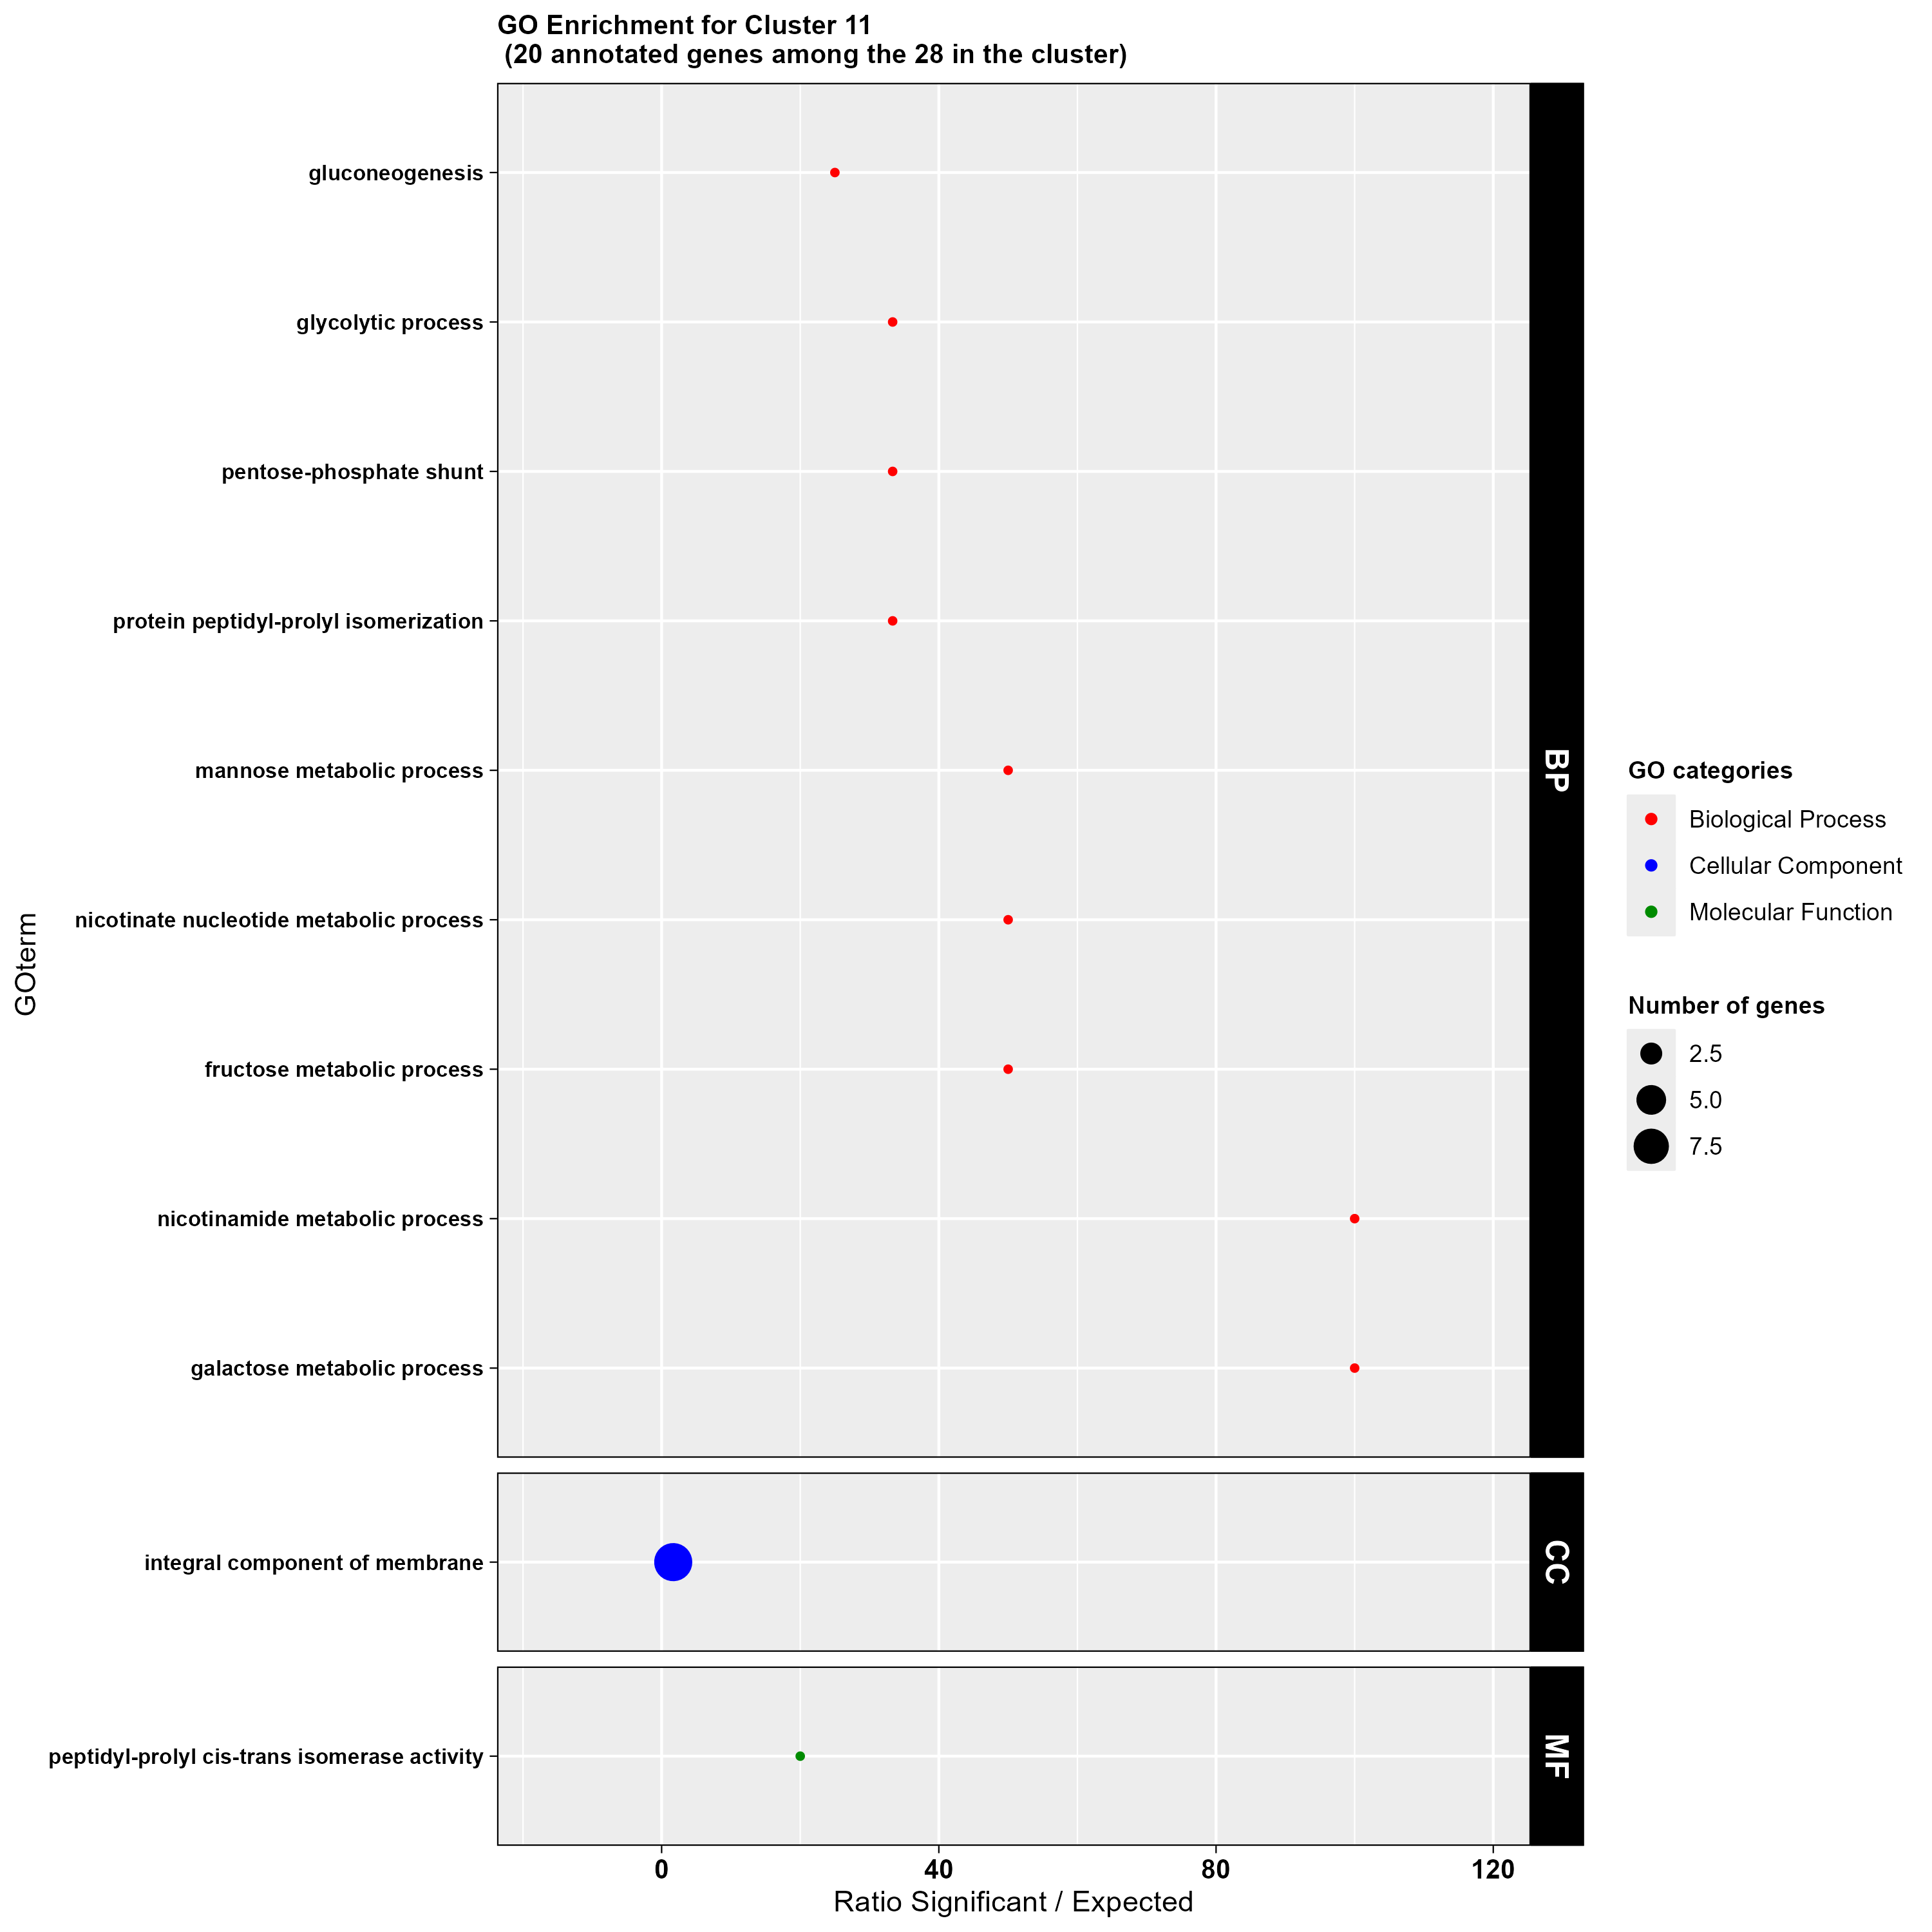 GO Enrichment for Cluster 11
(20 annotated genes among the 28 in the cluster)
GOterm
gluconeogenesis
glycolytic process
pentose-phosphate shunt
protein peptidyl-prolyl isomerization
mannose metabolic process
nicotinate nucleotide metabolic process
fructose metabolic process
nicotinamide metabolic process
galactose metabolic process
BP
integral component of membrane
CC
peptidyl-prolyl cis-trans isomerase activity
MF
0 40 80 120
Ratio Significant / Expected
GO categories
Biological Process
Cellular Component
Molecular Function
Number of genes
2.5
5.0
7.5